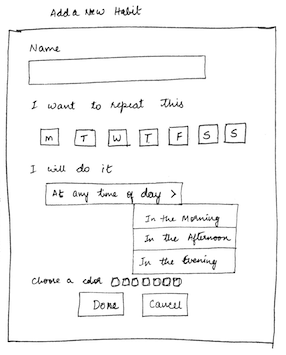 Add a New Habit
Name
I want to repeat this
M T W T F S S
I will do it
At any time of day >
In the Morning
In the Afternoon
In the Evening
Choose a color
Done Cancel